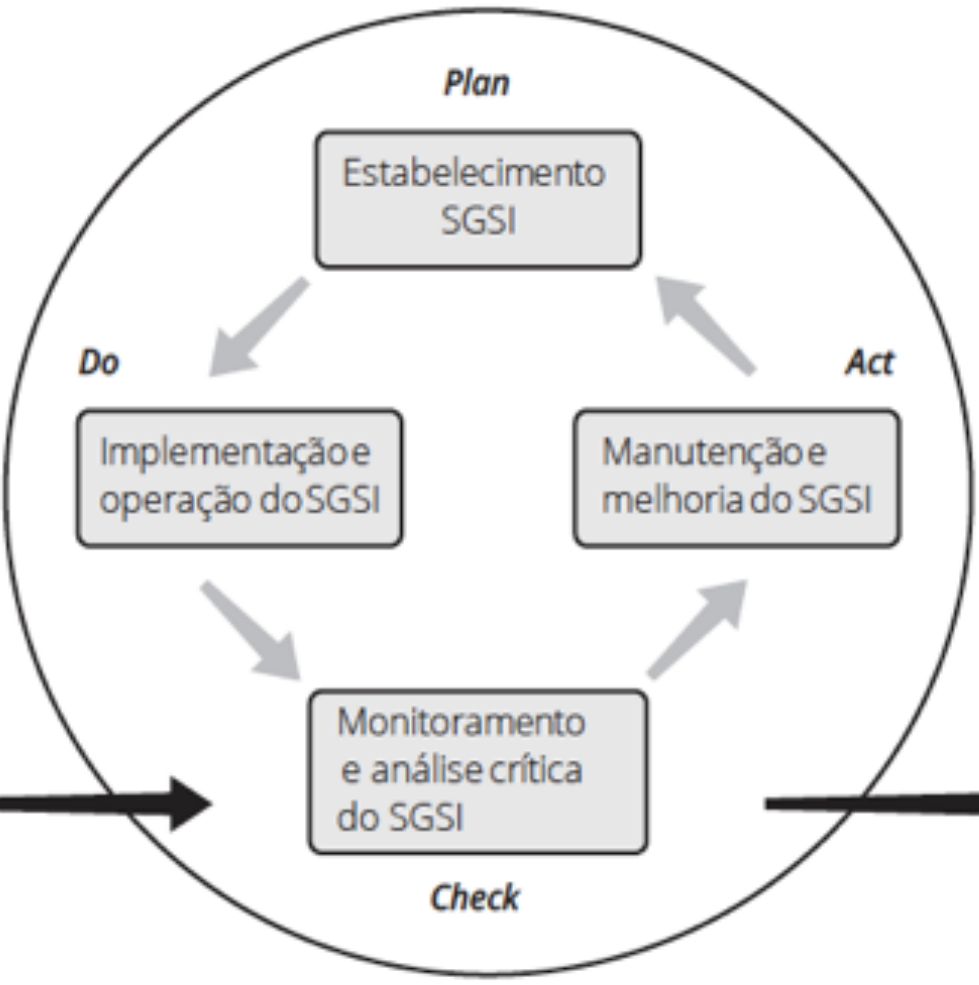 Plan
Estabelecimento
SGSI
Do
Act
Implementação e
operação do SGSI
Manutenção e
melhoria do SGSI
Monitoramento
e análise crítica
do SGSI
Check